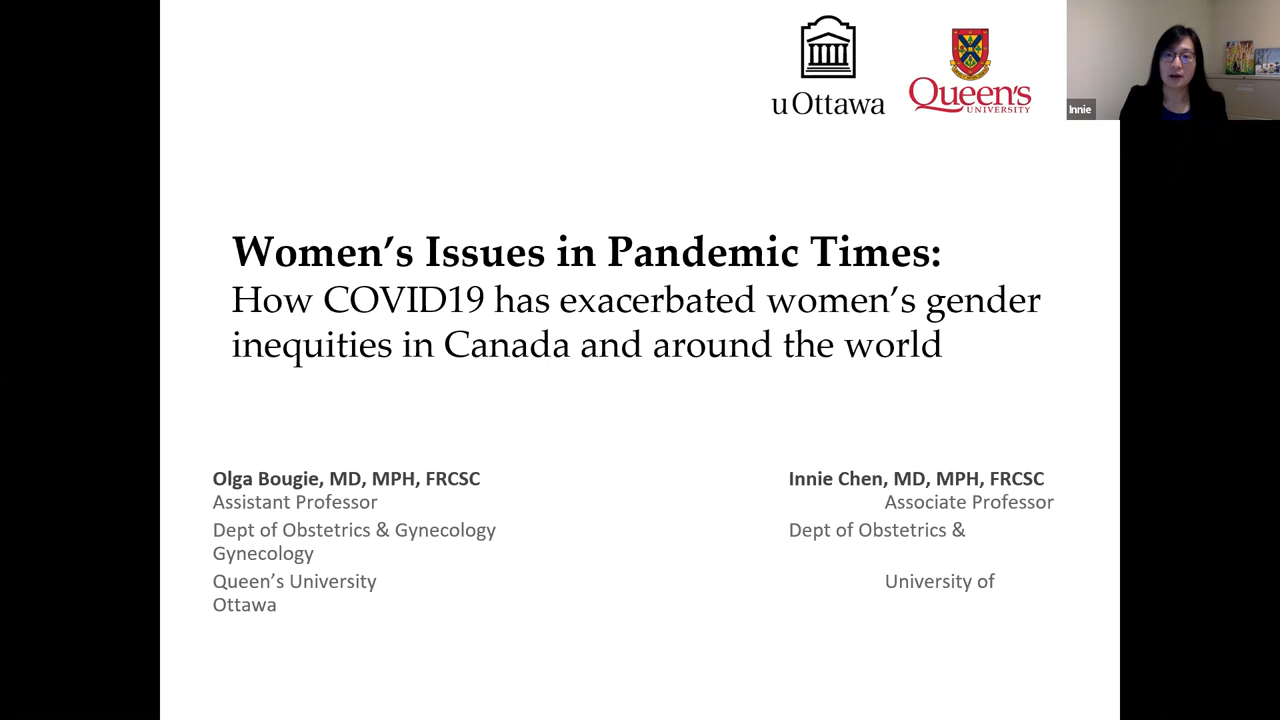 uOttawa
Queen's
UNIVERSITY
Innie
Women's Issues in Pandemic Times:
How COVID19 has exacerbated women's gender
inequities in Canada and around the world
Olga Bougie, MD, MPH, FRCSC Innie Chen, MD, MPH, FRCSC
Assistant Professor Associate Professor
Dept of Obstetrics & Gynecology Dept of Obstetrics &
Gynecology
Queen's University University of
Ottawa